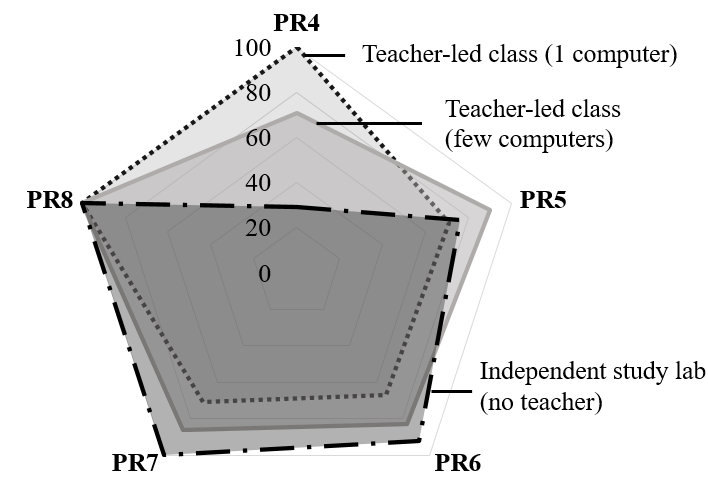 PR4
100
Teacher-led class (1 computer)
80
Teacher-led class
(few computers)
60
40
PR8
PR5
20
0
Independent study lab
(no teacher)
PR7
PR6